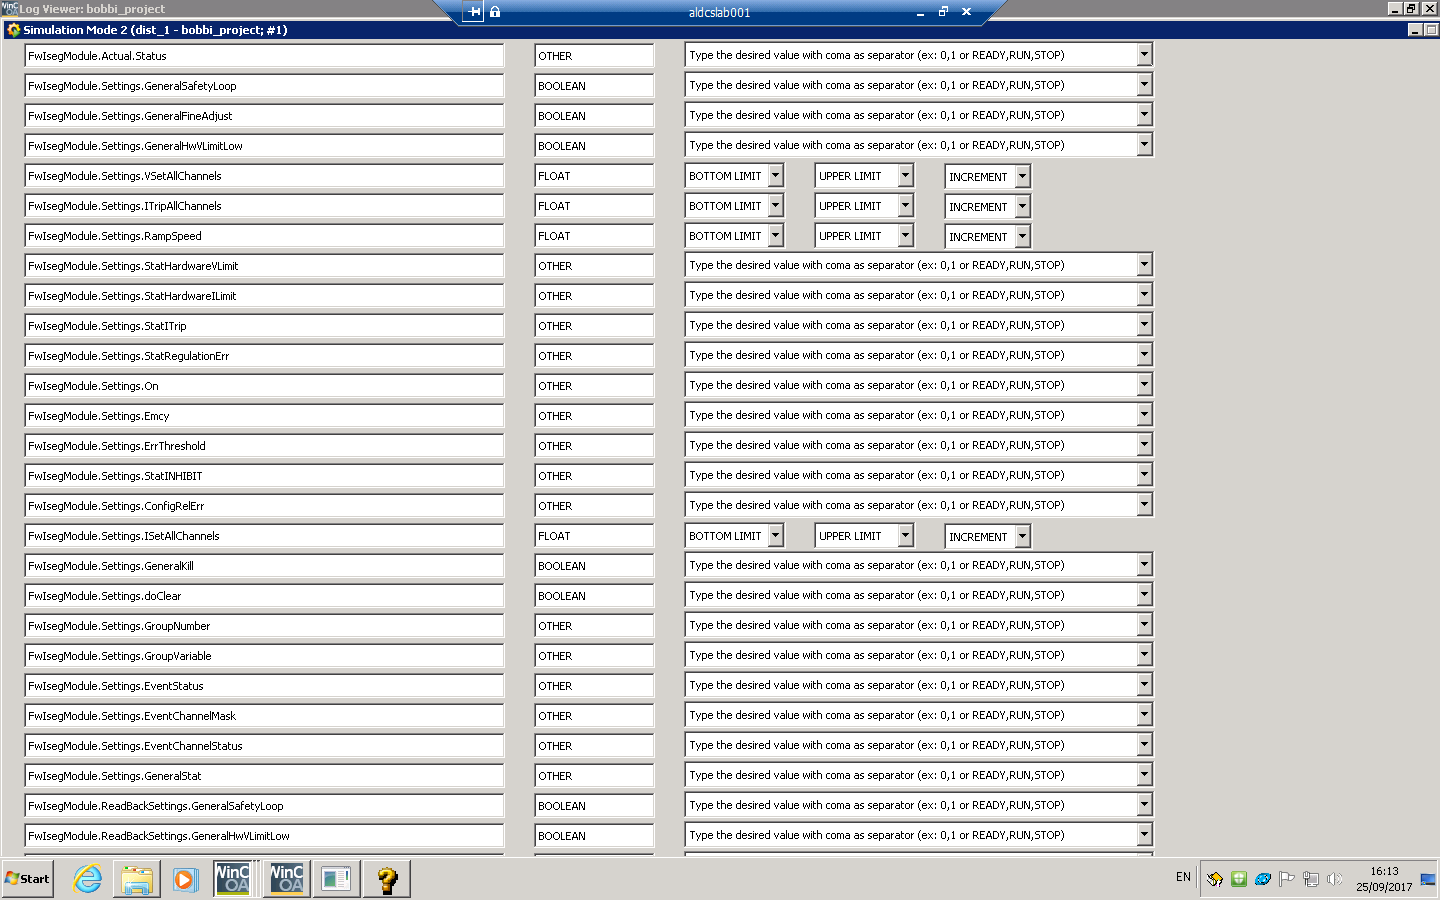 Log Viewer: bobbi_project
aldcslab001
Simulation Mode 2 (dist_1 - bobbi_project; #1)
FwIsegModule.Actual.Status OTHER Type the desired value with coma as separator (ex: 0,1 or READY,RUN,STOP)
FwIsegModule.Settings.GeneralSafetyLoop BOOLEAN Type the desired value with coma as separator (ex: 0,1 or READY,RUN,STOP)
FwIsegModule.Settings.GeneralFineAdjust BOOLEAN Type the desired value with coma as separator (ex: 0,1 or READY,RUN,STOP)
FwIsegModule.Settings.GeneralHwVLimitLow BOOLEAN Type the desired value with coma as separator (ex: 0,1 or READY,RUN,STOP)
FwIsegModule.Settings.VSetAllChannels FLOAT BOTTOM LIMIT UPPER LIMIT INCREMENT
FwIsegModule.Settings.ITripAllChannels FLOAT BOTTOM LIMIT UPPER LIMIT INCREMENT
FwIsegModule.Settings.RampSpeed FLOAT BOTTOM LIMIT UPPER LIMIT INCREMENT
FwIsegModule.Settings.StatHardwareVLimit OTHER Type the desired value with coma as separator (ex: 0,1 or READY,RUN,STOP)
FwIsegModule.Settings.StatHardwareILimit OTHER Type the desired value with coma as separator (ex: 0,1 or READY,RUN,STOP)
FwIsegModule.Settings.StatITrip OTHER Type the desired value with coma as separator (ex: 0,1 or READY,RUN,STOP)
FwIsegModule.Settings.StatRegulationErr OTHER Type the desired value with coma as separator (ex: 0,1 or READY,RUN,STOP)
FwIsegModule.Settings.On OTHER Type the desired value with coma as separator (ex: 0,1 or READY,RUN,STOP)
FwIsegModule.Settings.Emcy OTHER Type the desired value with coma as separator (ex: 0,1 or READY,RUN,STOP)
FwIsegModule.Settings.ErrThreshold OTHER Type the desired value with coma as separator (ex: 0,1 or READY,RUN,STOP)
FwIsegModule.Settings.StatINHIBIT OTHER Type the desired value with coma as separator (ex: 0,1 or READY,RUN,STOP)
FwIsegModule.Settings.ConfigRelErr OTHER Type the desired value with coma as separator (ex: 0,1 or READY,RUN,STOP)
FwIsegModule.Settings.ISetAllChannels FLOAT BOTTOM LIMIT UPPER LIMIT INCREMENT
FwIsegModule.Settings.GeneralKill BOOLEAN Type the desired value with coma as separator (ex: 0,1 or READY,RUN,STOP)
FwIsegModule.Settings.doClear BOOLEAN Type the desired value with coma as separator (ex: 0,1 or READY,RUN,STOP)
FwIsegModule.Settings.GroupNumber OTHER Type the desired value with coma as separator (ex: 0,1 or READY,RUN,STOP)
FwIsegModule.Settings.GroupVariable OTHER Type the desired value with coma as separator (ex: 0,1 or READY,RUN,STOP)
FwIsegModule.Settings.EventStatus OTHER Type the desired value with coma as separator (ex: 0,1 or READY,RUN,STOP)
FwIsegModule.Settings.EventChannelMask OTHER Type the desired value with coma as separator (ex: 0,1 or READY,RUN,STOP)
FwIsegModule.Settings.EventChannelStatus OTHER Type the desired value with coma as separator (ex: 0,1 or READY,RUN,STOP)
FwIsegModule.Settings.GeneralStat OTHER Type the desired value with coma as separator (ex: 0,1 or READY,RUN,STOP)
FwIsegModule.ReadBackSettings.GeneralSafetyLoop BOOLEAN Type the desired value with coma as separator (ex: 0,1 or READY,RUN,STOP)
FwIsegModule.ReadBackSettings.GeneralHwVLimitLow BOOLEAN Type the desired value with coma as separator (ex: 0,1 or READY,RUN,STOP)
Start WinCC OA WinCC OA EN 16:13
25/09/2017